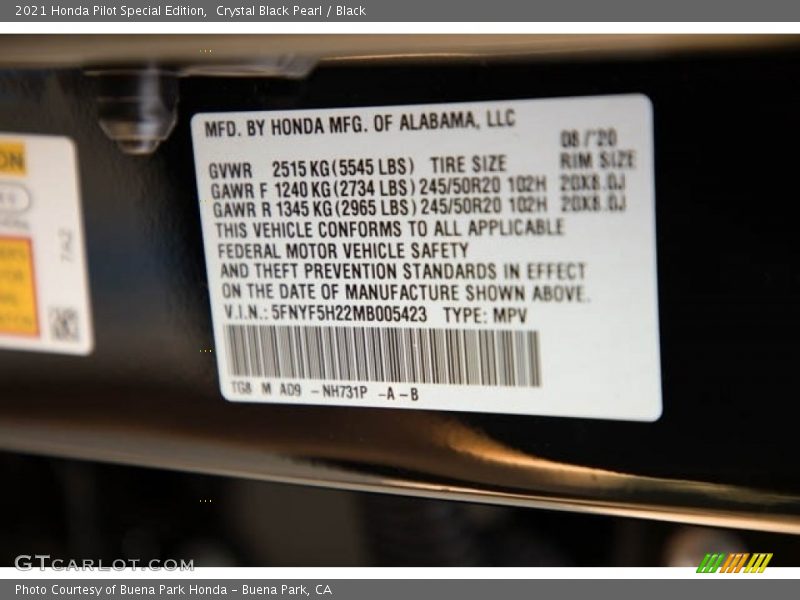 2021 Honda Pilot Special Edition,  Crystal Black Pearl / Black
MFD. BY HONDA MFG. OF ALABAMA, LLC
08/'20
GVWR 2515 KG (5545 LBS) TIRE SIZE RIM SIZE
GAWR F 1240 KG (2734 LBS) 245/50R20 102H 20X8.0J
GAWR R 1345 KG (2965 LBS) 245/50R20 102H 20X8.0J
THIS VEHICLE CONFORMS TO ALL APPLICABLE
FEDERAL MOTOR VEHICLE SAFETY
AND THEFT PREVENTION STANDARDS IN EFFECT
ON THE DATE OF MANUFACTURE SHOWN ABOVE.
V.I.N.: 5FNYF5H22MB005423 TYPE: MPV
TG8 M A09 -NH731P -A-B
ON
7A2
GTCARLOT.COM
Photo Courtesy of Buena Park Honda - Buena Park, CA